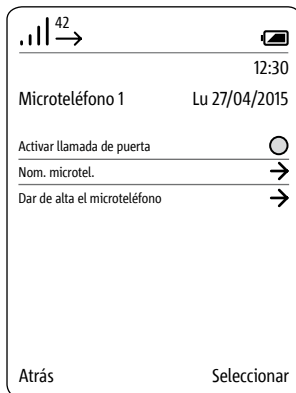 42
12:30
Microteléfono 1 Lu 27/04/2015
Activar llamada de puerta
Nom. microtel.
Dar de alta el microteléfono
Atrás Seleccionar